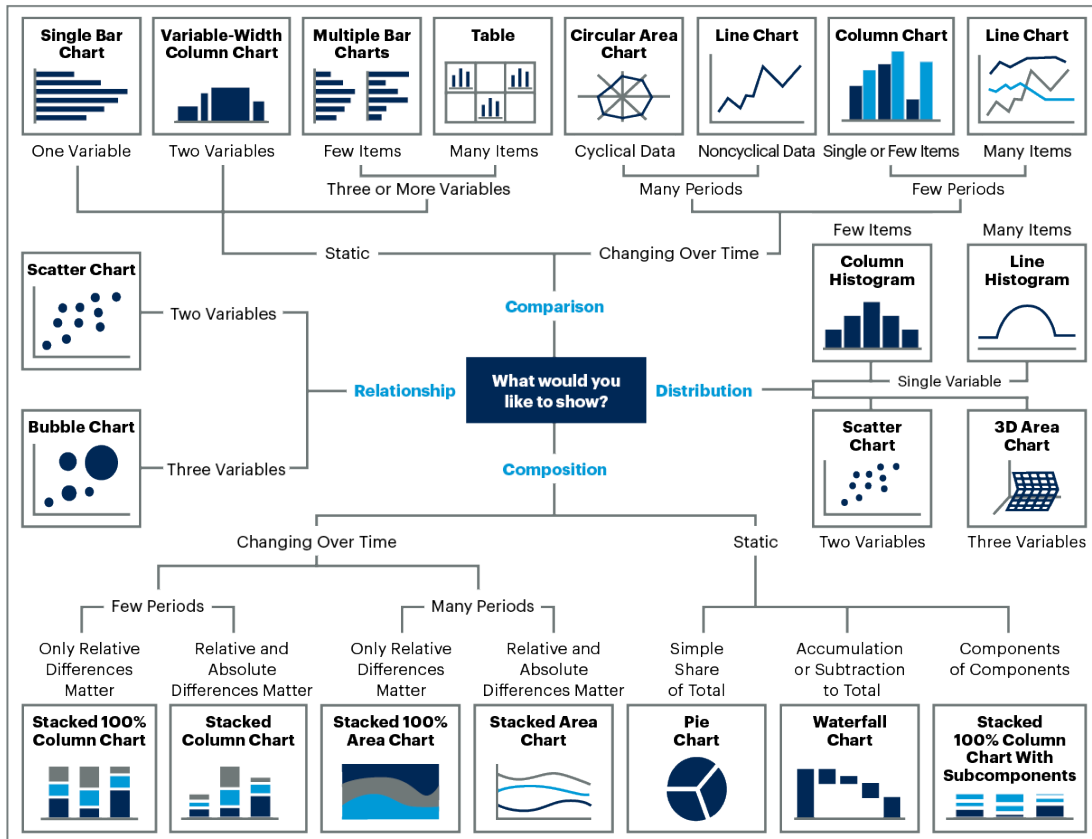 Single Bar
Chart
Variable-Width
Column Chart
Multiple Bar
Charts
Table
Circular Area
Chart
Line Chart
Column Chart
Line Chart
One Variable
Two Variables
Few Items
Many Items
Cyclical Data
Noncyclical Data
Single or Few Items
Many Items
Three or More Variables
Many Periods
Few Periods
Static
Changing Over Time
Few Items
Many Items
Scatter Chart
Two Variables
Comparison
Column
Histogram
Line
Histogram
Relationship
What would you
like to show?
Distribution
Single Variable
Bubble Chart
Three Variables
Composition
Scatter
Chart
3D Area
Chart
Two Variables
Three Variables
Changing Over Time
Static
Few Periods
Many Periods
Only Relative
Differences
Matter
Relative and
Absolute
Differences Matter
Only Relative
Differences
Matter
Relative and
Absolute
Differences Matter
Simple
Share
of Total
Accumulation
or Subtraction
to Total
Components
of Components
Stacked 100%
Column Chart
Stacked
Column Chart
Stacked 100%
Area Chart
Stacked Area
Chart
Pie
Chart
Waterfall
Chart
Stacked
100% Column
Chart With
Subcomponents